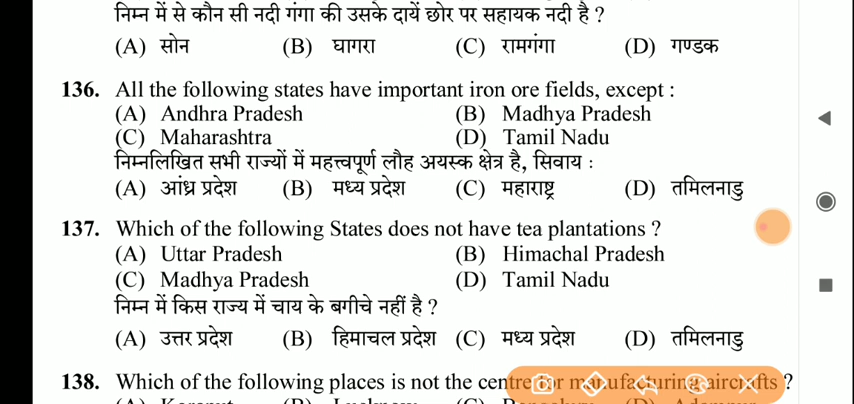 निम्न में से कौन सी नदी गंगा की उसके दायें छोर पर सहायक नदी है ?
(A) सोन (B) घागरा (C) रामगंगा (D) गण्डक
136. All the following states have important iron ore fields, except :
(A) Andhra Pradesh (B) Madhya Pradesh
(C) Maharashtra (D) Tamil Nadu
निम्नलिखित सभी राज्यों में महत्त्वपूर्ण लौह अयस्क क्षेत्र है, सिवाय :
(A) आंध्र प्रदेश (B) मध्य प्रदेश (C) महाराष्ट्र (D) तमिलनाडु
137. Which of the following States does not have tea plantations ?
(A) Uttar Pradesh (B) Himachal Pradesh
(C) Madhya Pradesh (D) Tamil Nadu
निम्न में किस राज्य में चाय के बगीचे नहीं है ?
(A) उत्तर प्रदेश (B) हिमाचल प्रदेश (C) मध्य प्रदेश (D) तमिलनाडु
138. Which of the following places is not the centre for manufacturing aircrafts ?